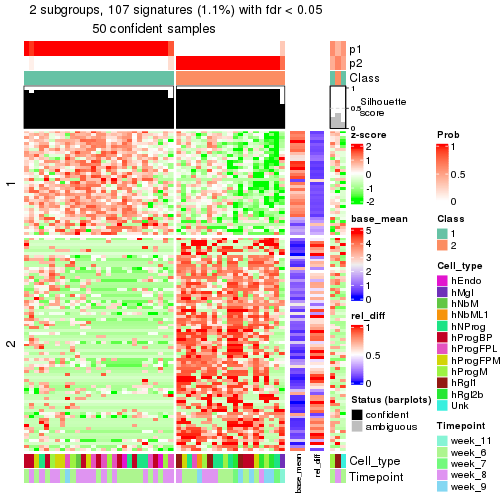 2 subgroups, 107 signatures (1.1%) with fdr < 0.05
50 confident samples
p1
p2
Class
1
0.5
0
Silhouette
score
1
2
z-score
2
1
0
-1
-2
base_mean
5
4
3
2
1
0
rel_diff
1
0.5
0
Status (barplots)
confident
ambiguous
Prob
1
0.5
0
Class
1
2
Cell_type
hEndo
hMgl
hNbM
hNbML1
hNProg
hProgBP
hProgFPL
hProgFPM
hProgM
hRgl1
hRgl2b
Unk
Timepoint
week_11
week_6
week_7
week_8
week_9
Cell_type
Timepoint
base_mean
rel_diff